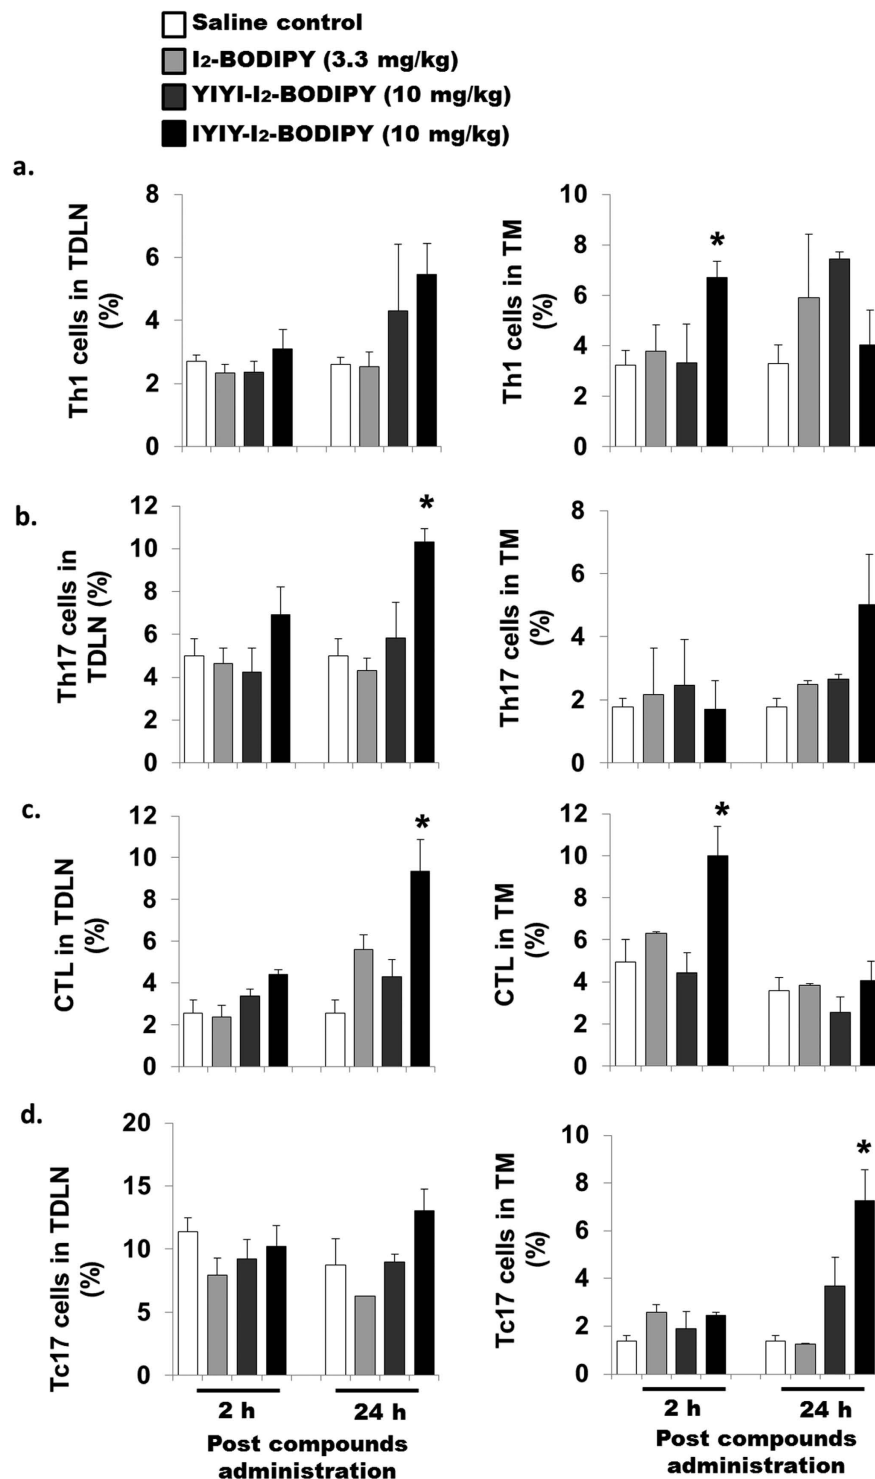 Saline control
I2-BODIPY (3.3 mg/kg)
YIYI-I2-BODIPY (10 mg/kg)
IYIY-I2-BODIPY (10 mg/kg)
a.
Th1 cells in TDLN
(%)
8
6
4
2
0
Th1 cells in TM
(%)
10
8
6
4
2
0
*
b.
Th17 cells in
TDLN (%)
12
10
8
6
4
2
0
*
Th17 cells in TM
(%)
8
6
4
2
0
c.
CTL in TDLN
(%)
12
10
8
6
4
2
0
*
CTL in TM
(%)
12
10
8
6
4
2
0
*
d.
Tc17 cells in TDLN
(%)
20
15
10
5
0
2 h
24 h
Post compounds
administration
Tc17 cells in TM
(%)
10
8
6
4
2
0
*
2 h
24 h
Post compounds
administration